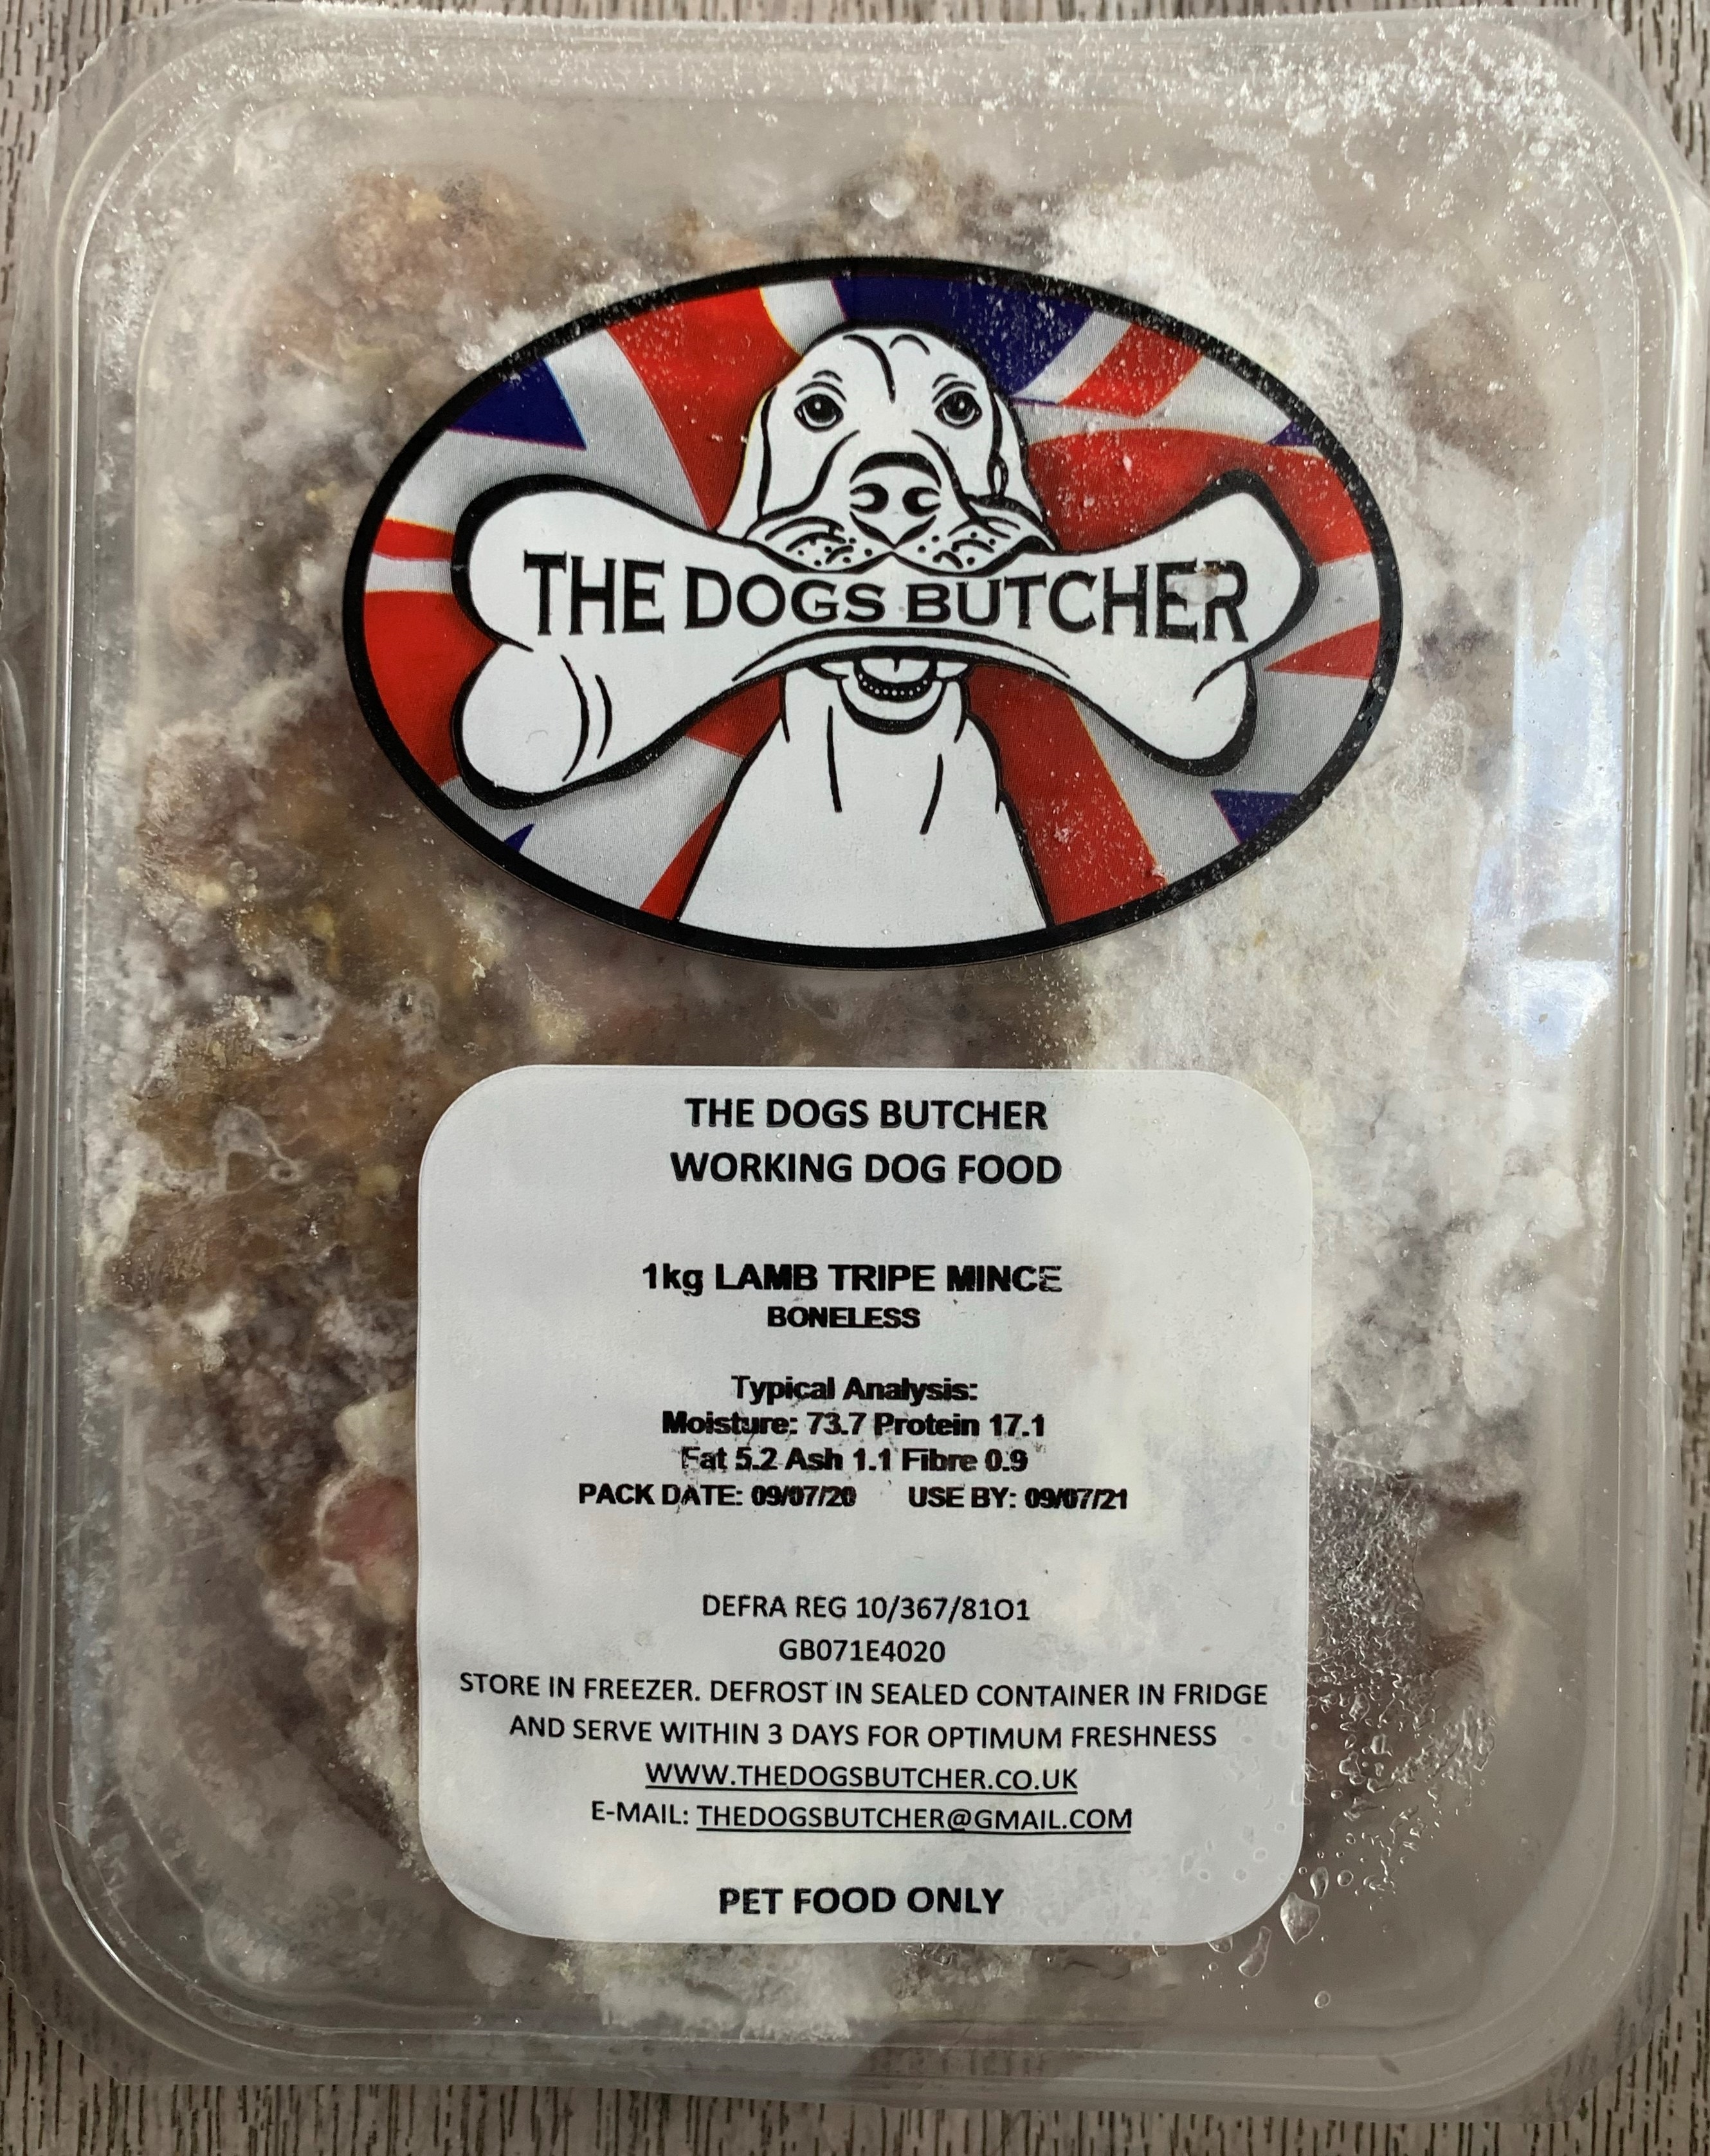 THE DOGS BUTCHER
THE DOGS BUTCHER
WORKING DOG FOOD
1kg LAMB TRIPE MINCE
BONELESS
Typical Analysis:
Moisture: 73.7 Protein 17.1
Fat 5.2 Ash 1.1 Fibre 0.9
PACK DATE: 09/07/20 USE BY: 09/07/21
DEFRA REG 10/367/81O1
GB071E4020
STORE IN FREEZER. DEFROST IN SEALED CONTAINER IN FRIDGE
AND SERVE WITHIN 3 DAYS FOR OPTIMUM FRESHNESS
WWW.THEDOGSBUTCHER.CO.UK
E-MAIL: THEDOGSBUTCHER@GMAIL.COM
PET FOOD ONLY